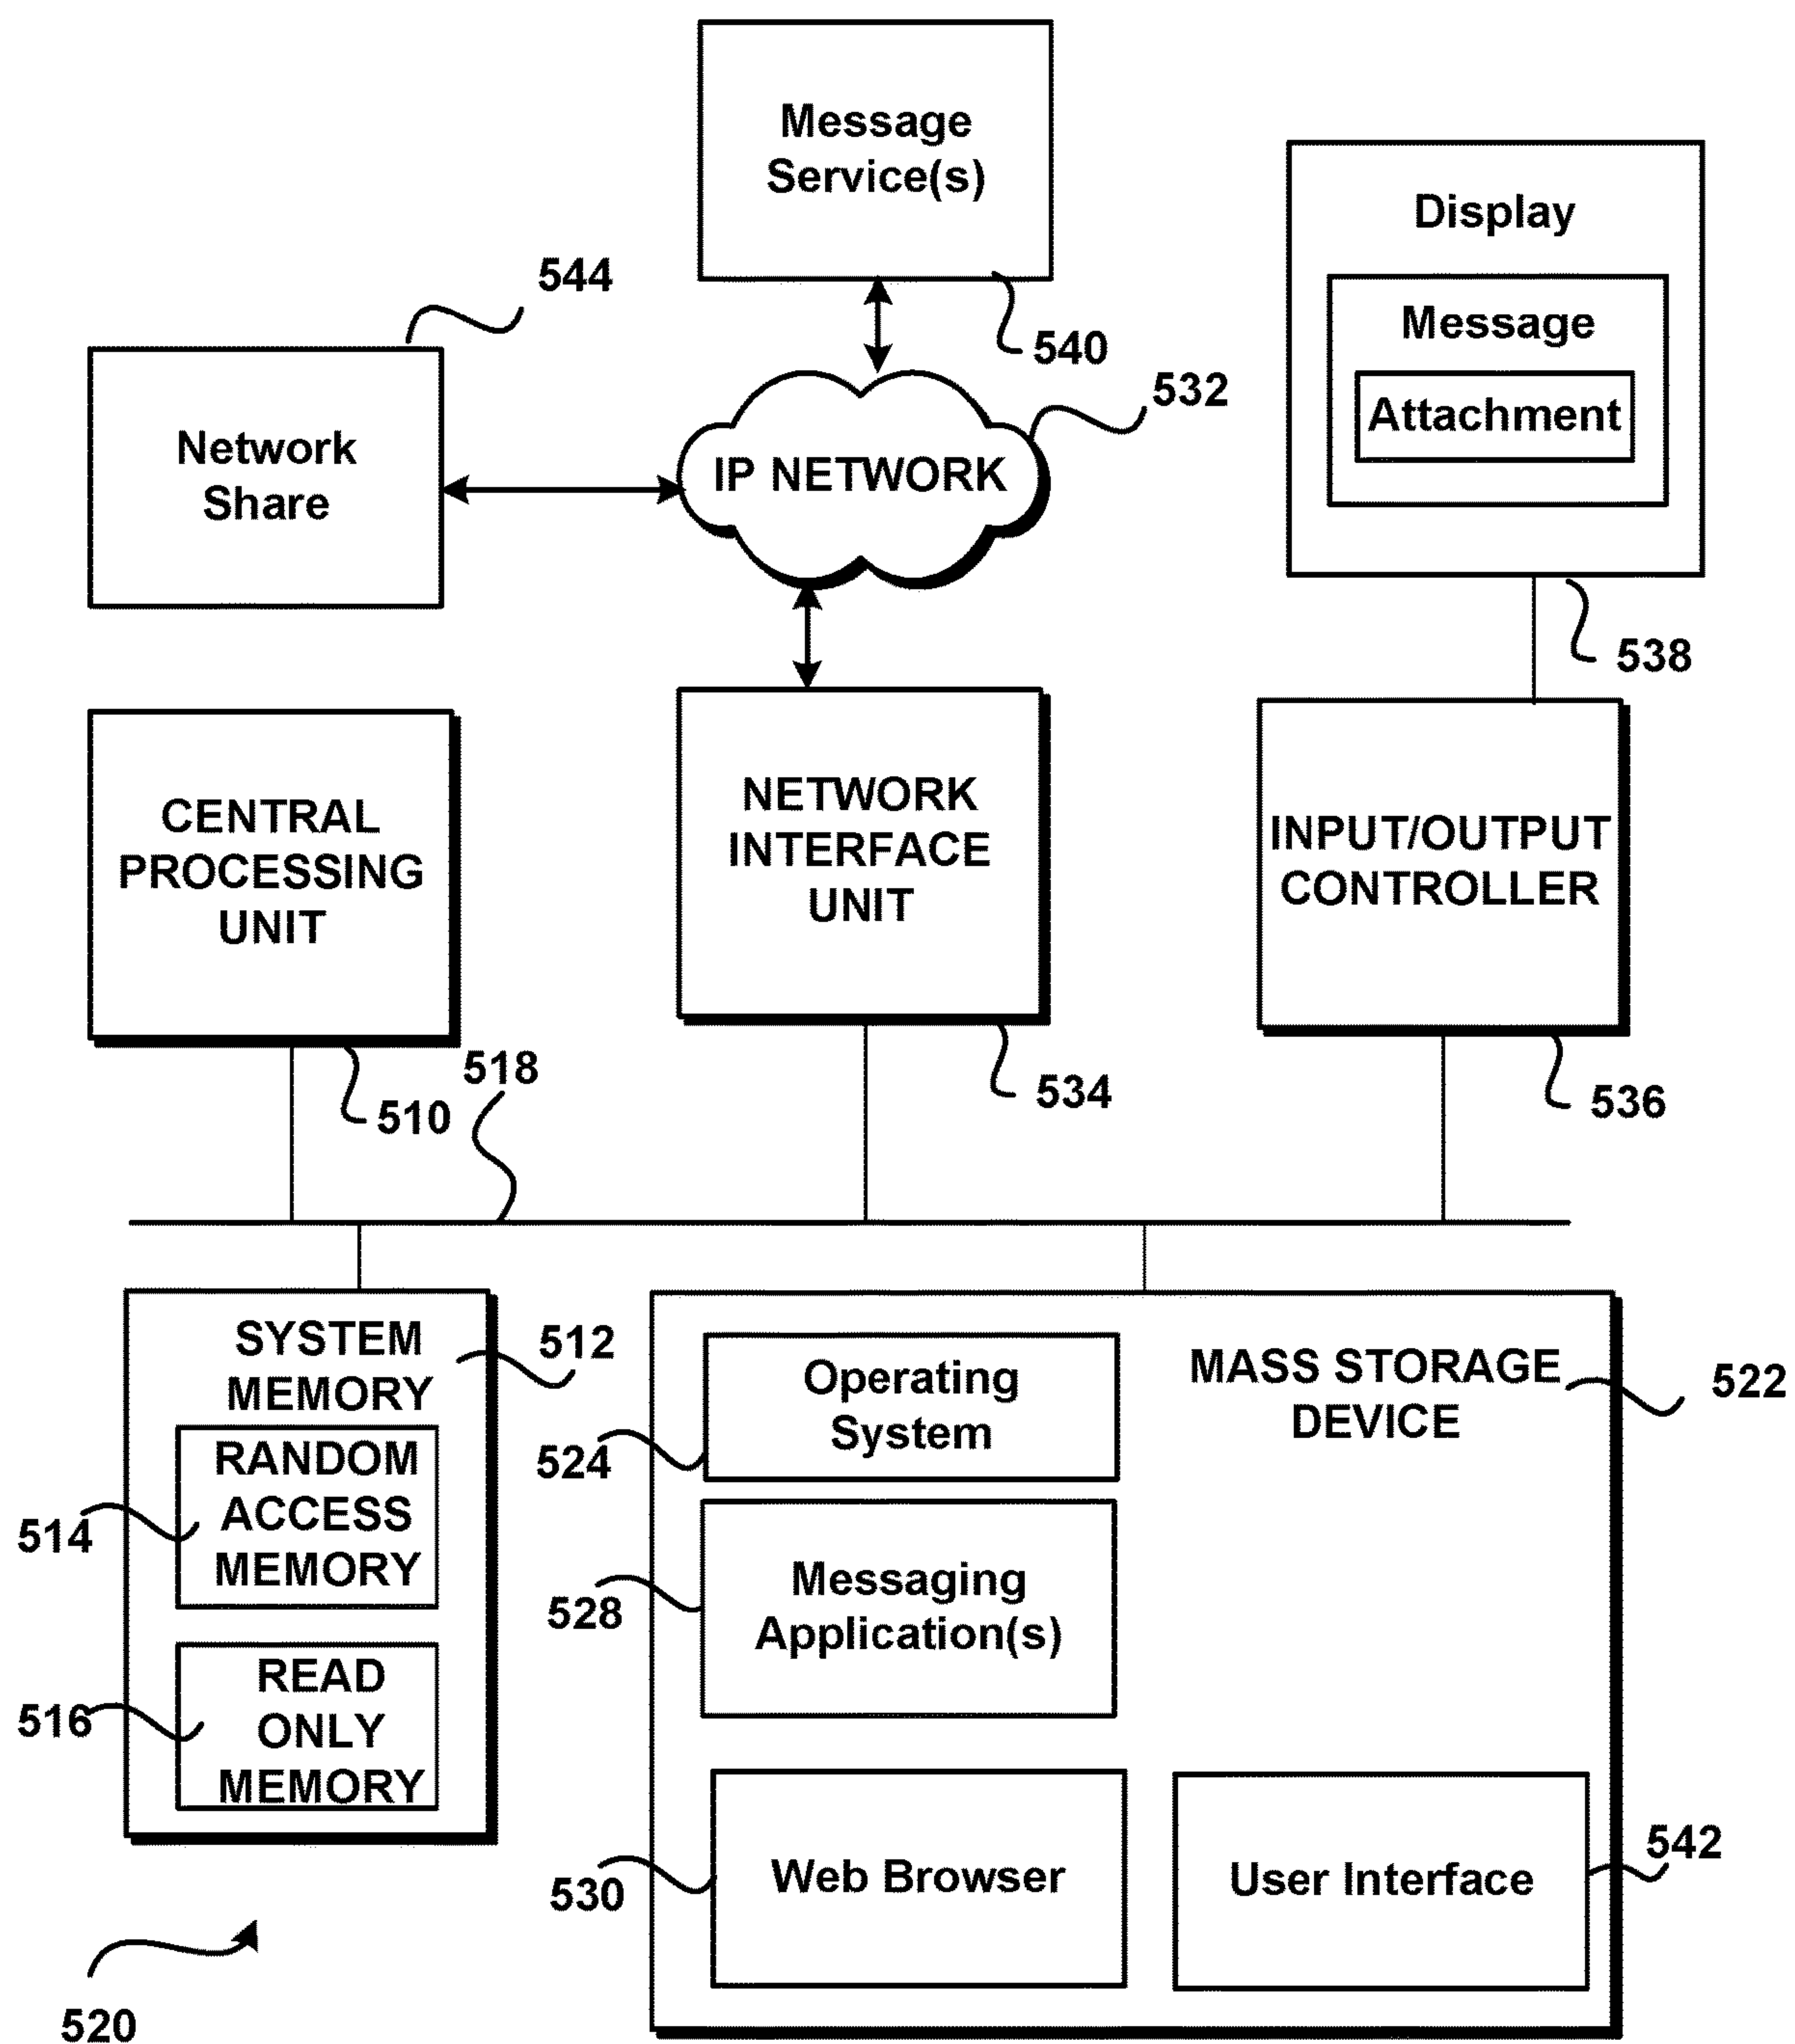 Message
Service(s)
540
Display
Message
Attachment
538
544
Network
Share
IP NETWORK
532
CENTRAL
PROCESSING
UNIT
510
NETWORK
INTERFACE
UNIT
534
INPUT/OUTPUT
CONTROLLER
536
518
SYSTEM
MEMORY
512
RANDOM
ACCESS
MEMORY
514
READ
ONLY
MEMORY
516
MASS STORAGE
DEVICE
522
Operating
System
524
Messaging
Application(s)
528
Web Browser
530
User Interface
542
520